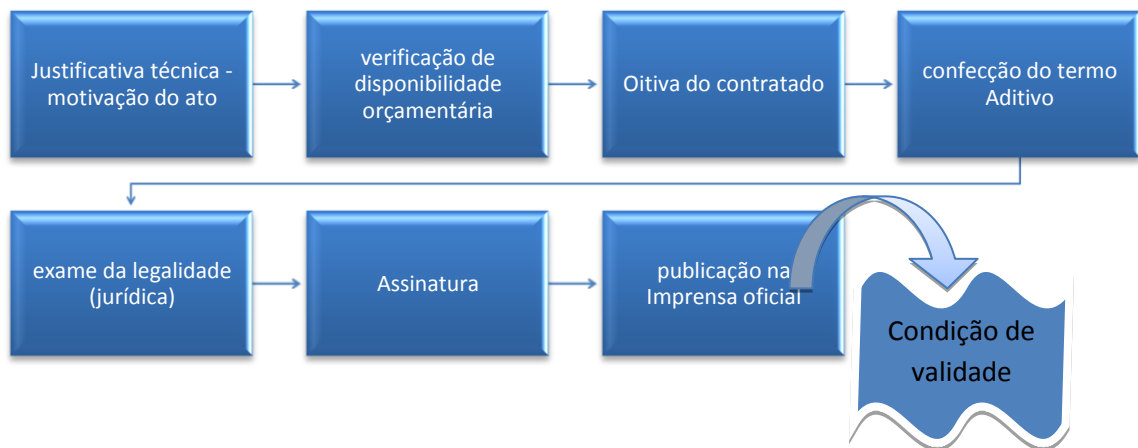 Justificativa técnica -
motivação do ato
verificação de
disponibilidade
orçamentária
Oitiva do contratado
confecção do termo
Aditivo
exame da legalidade
(jurídica)
Assinatura
publicação na
Imprensa oficial
Condição de
validade